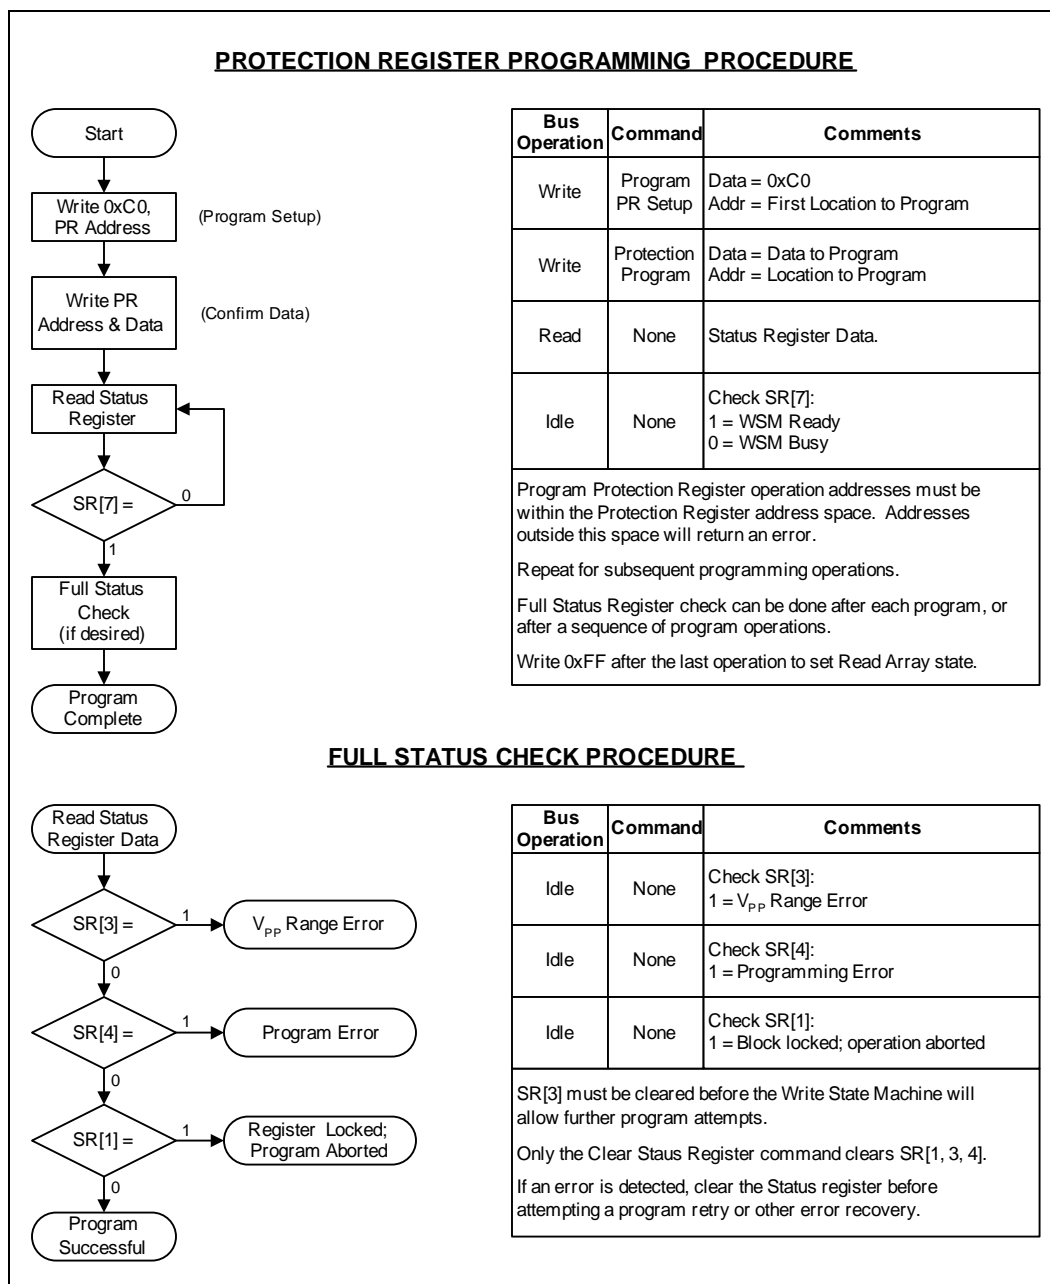 PROTECTION REGISTER PROGRAMMING PROCEDURE
Start
Write 0xC0,
PR Address
(Program Setup)
Write PR
Address & Data
(Confirm Data)
Read Status
Register
SR[7] =
0
1
Full Status
Check
(if desired)
Program
Complete
Bus
Operation
Command
Comments
Write
Program
PR Setup
Data = 0xC0
Addr = First Location to Program
Write
Protection
Program
Data = Data to Program
Addr = Location to Program
Read
None
Status Register Data.
Idle
None
Check SR[7]:
1 = WSM Ready
0 = WSM Busy
Program Protection Register operation addresses must be
within the Protection Register address space. Addresses
outside this space will return an error.
Repeat for subsequent programming operations.
Full Status Register check can be done after each program, or
after a sequence of program operations.
Write 0xFF after the last operation to set Read Array state.
FULL STATUS CHECK PROCEDURE
Read Status
Register Data
SR[3] =
1
VPP Range Error
0
SR[4] =
1
Program Error
0
SR[1] =
1
Register Locked;
Program Aborted
0
Program
Successful
Bus
Operation
Command
Comments
Idle
None
Check SR[3]:
1 = VPP Range Error
Idle
None
Check SR[4]:
1 = Programming Error
Idle
None
Check SR[1]:
1 = Block locked; operation aborted
SR[3] must be cleared before the Write State Machine will
allow further program attempts.
Only the Clear Staus Register command clears SR[1, 3, 4].
If an error is detected, clear the Status register before
attempting a program retry or other error recovery.